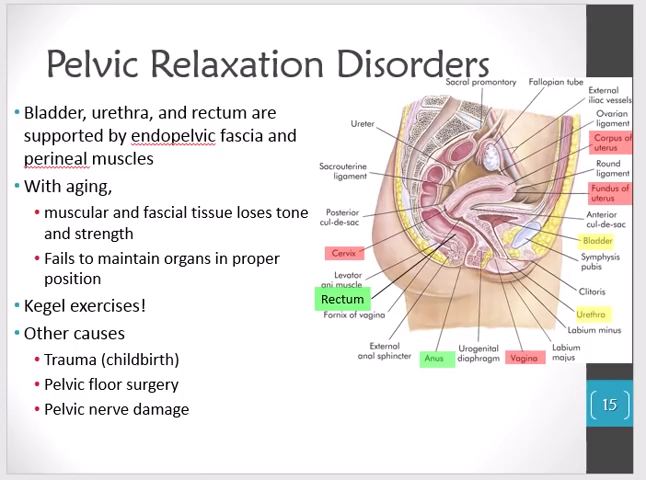 Pelvic Relaxation Disorders
• Bladder, urethra, and rectum are
supported by endopelvic fascia and
perineal muscles
• With aging,
• muscular and fascial tissue loses tone
and strength
• Fails to maintain organs in proper
position
• Kegel exercises!
• Other causes
• Trauma (childbirth)
• Pelvic floor surgery
• Pelvic nerve damage
Sacral promontory
Fallopian tube
External
iliac vessels
Ureter
Ovarian
ligament
Corpus of
uterus
Sacrouterine
ligament
Round
ligament
Fundus of
uterus
Posterior
cul-de-sac
Anterior
cul-de-sac
Bladder
Cervix
Symphysis
pubis
Levator
ani muscle
Rectum
Clitoris
Fornix of vagina
Urethra
Labium minus
External
anal sphincter
Anus
Urogenital
diaphragm
Vagina
Labium
majus
15